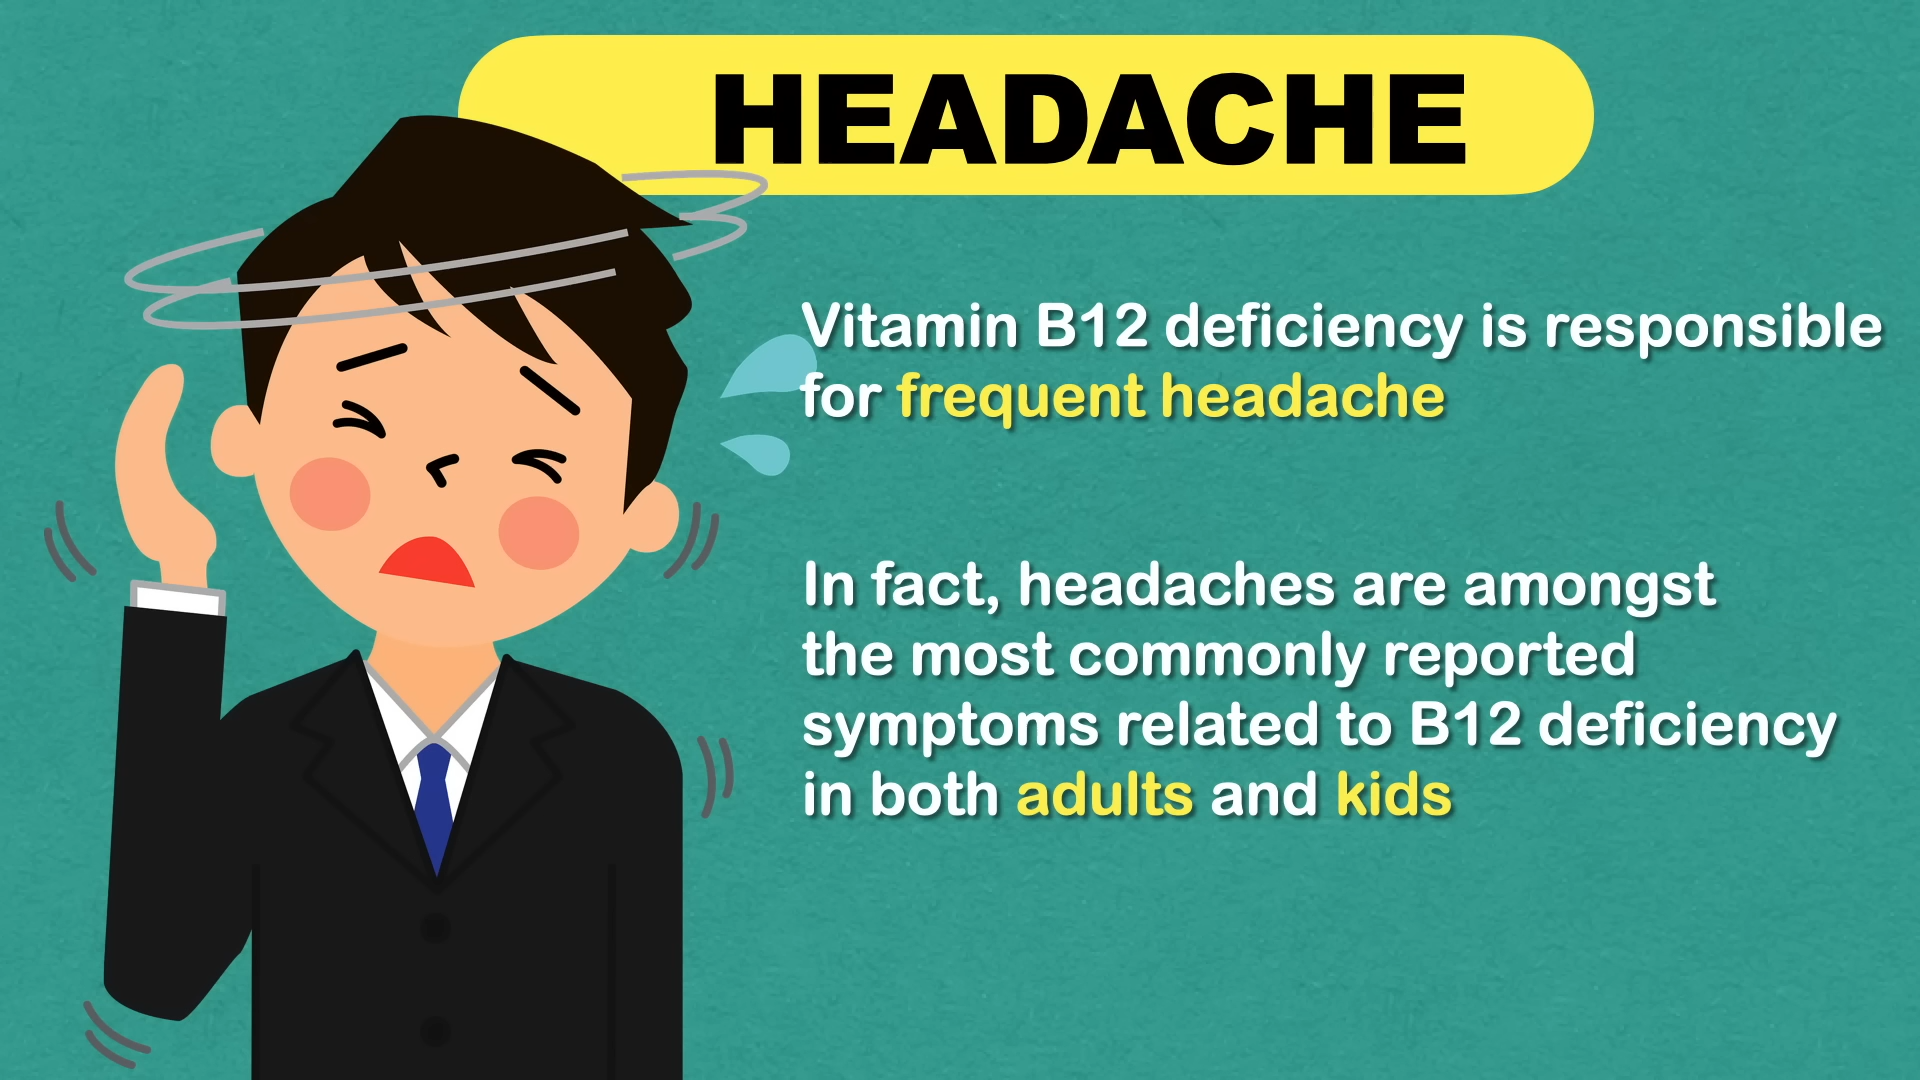 HEADACHE
Vitamin B12 deficiency is responsible
for frequent headache
In fact, headaches are amongst
the most commonly reported
symptoms related to B12 deficiency
in both adults and kids